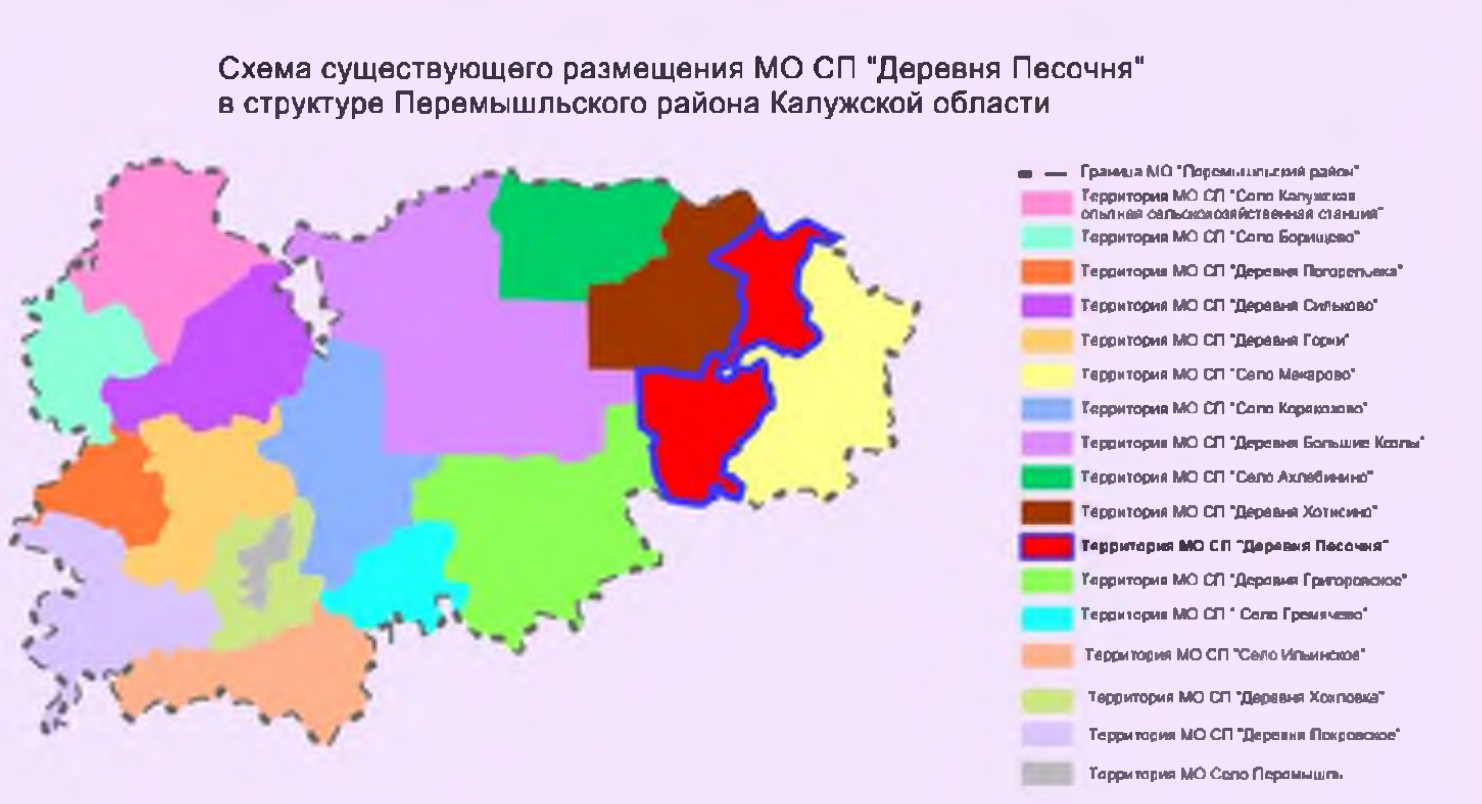 Схема существующего размещения МО СП "Деревня Песочня"
в структуре Перемышльского района Калужской области
Граница МО "Перемышльский район"
Территория МО СП "Село Калужская
опытная сельскохозяйственная станция"
Территория МО СП "Село Борищево"
Территория МО СП "Деревня Погореловка"
Территория МО СП "Деревня Сильково"
Территория МО СП "Деревня Горки"
Территория МО СП "Село Макарово"
Территория МО СП "Село Корекозево"
Территория МО СП "Деревня Большие Козлы"
Территория МО СП "Село Ахлебинино"
Территория МО СП "Деревня Хотисино"
Территория МО СП "Деревня Песочня"
Территория МО СП "Деревня Григоровское"
Территория МО СП " Село Гремячево"
Территория МО СП "Село Ильинское"
Территория МО СП "Деревня Хохловка"
Территория МО СП "Деревня Покровское"
Территория МО Село Перемышль